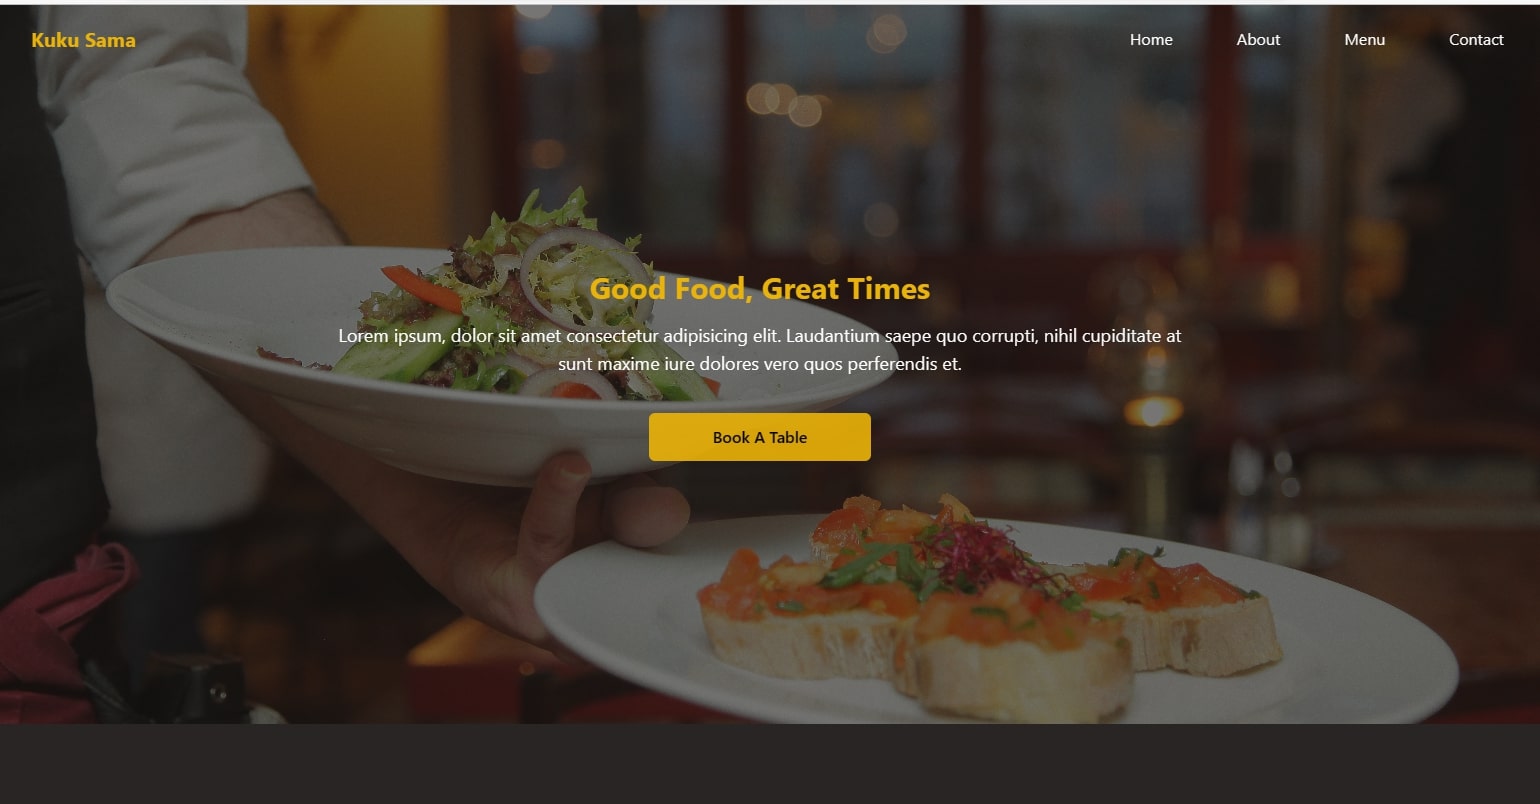 Kuku Sama
Home About Menu Contact
Good Food, Great Times
Lorem ipsum, dolor sit amet consectetur adipisicing elit. Laudantium saepe quo corrupti, nihil cupiditate at
sunt maxime iure dolores vero quos perferendis et.
Book A Table